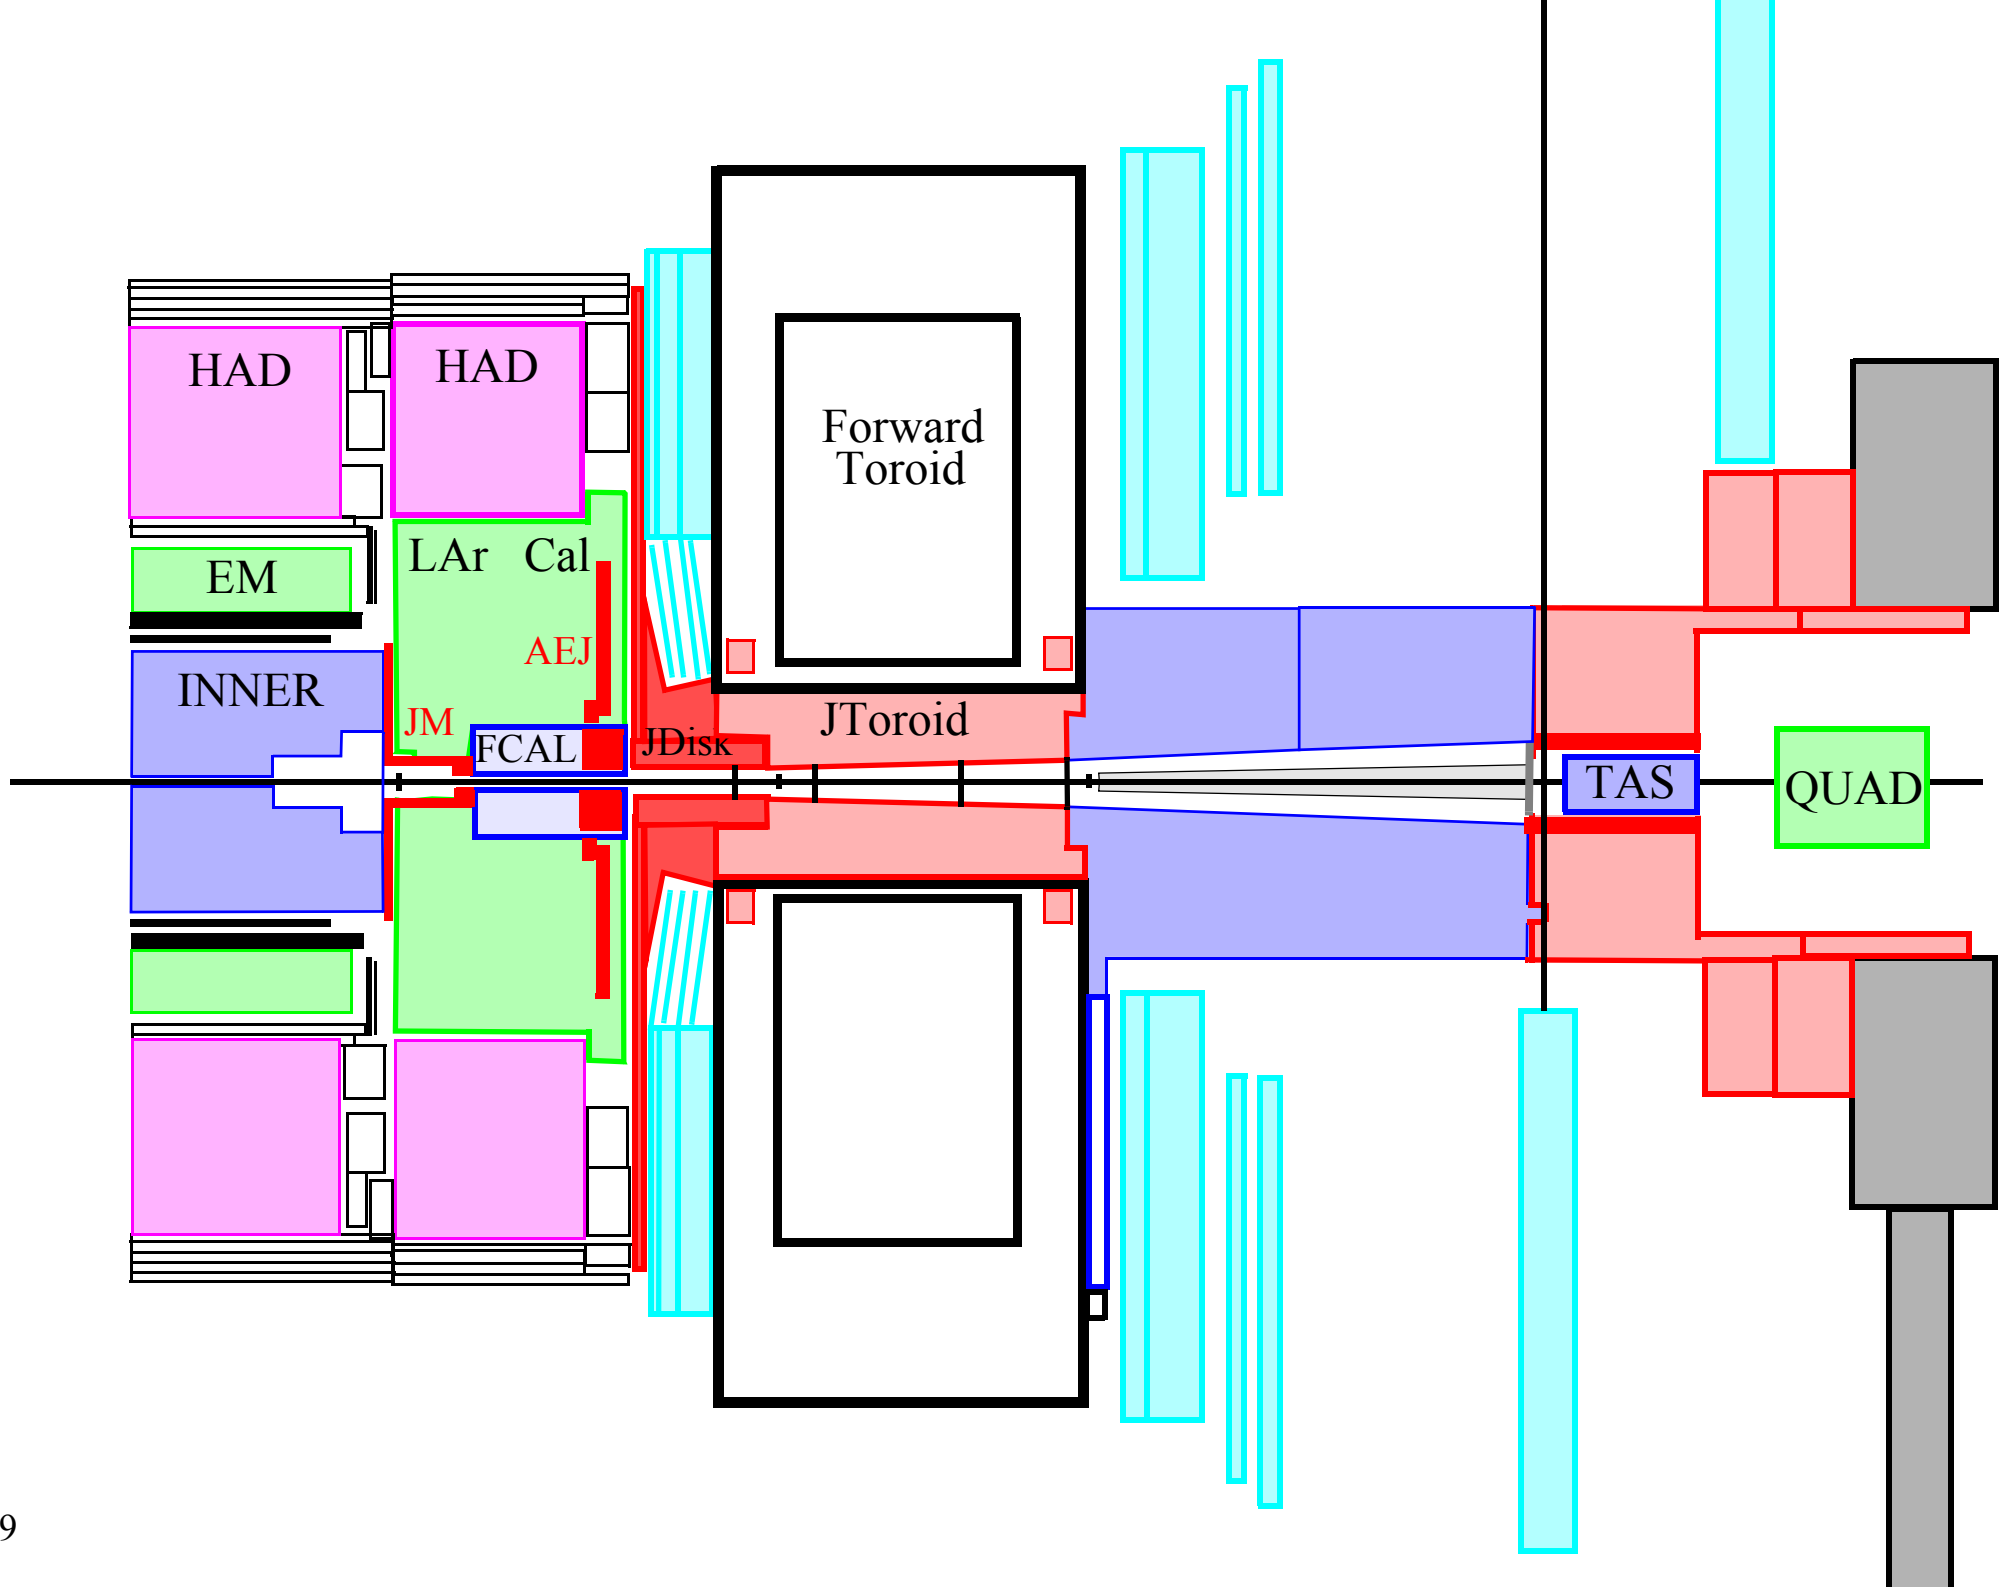 HAD
HAD
Forward
Toroid
LAr Cal
EM
AEJ
INNER
JM
JToroid
FCAL
JDisk
TAS
QUAD
9